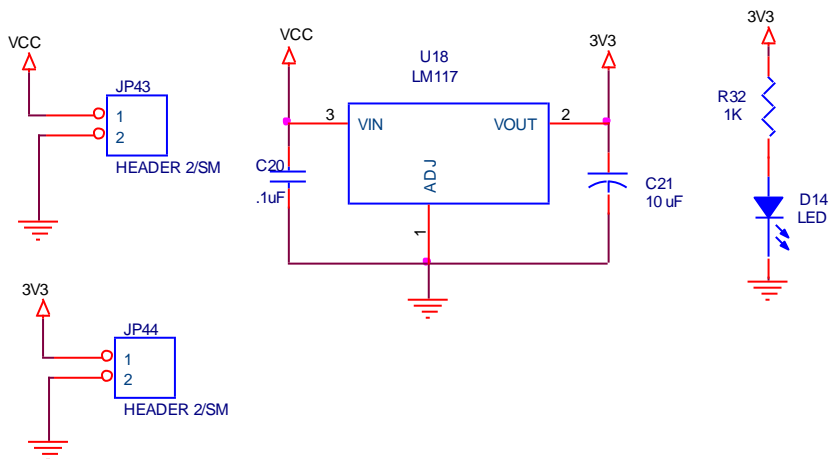 VCC
JP43
1
2
HEADER 2/SM
3V3
JP44
1
2
HEADER 2/SM
VCC
U18
LM117
3V3
3
VIN
VOUT
2
ADJ
1
C20
.1uF
C21
10 uF
3V3
R32
1K
D14
LED